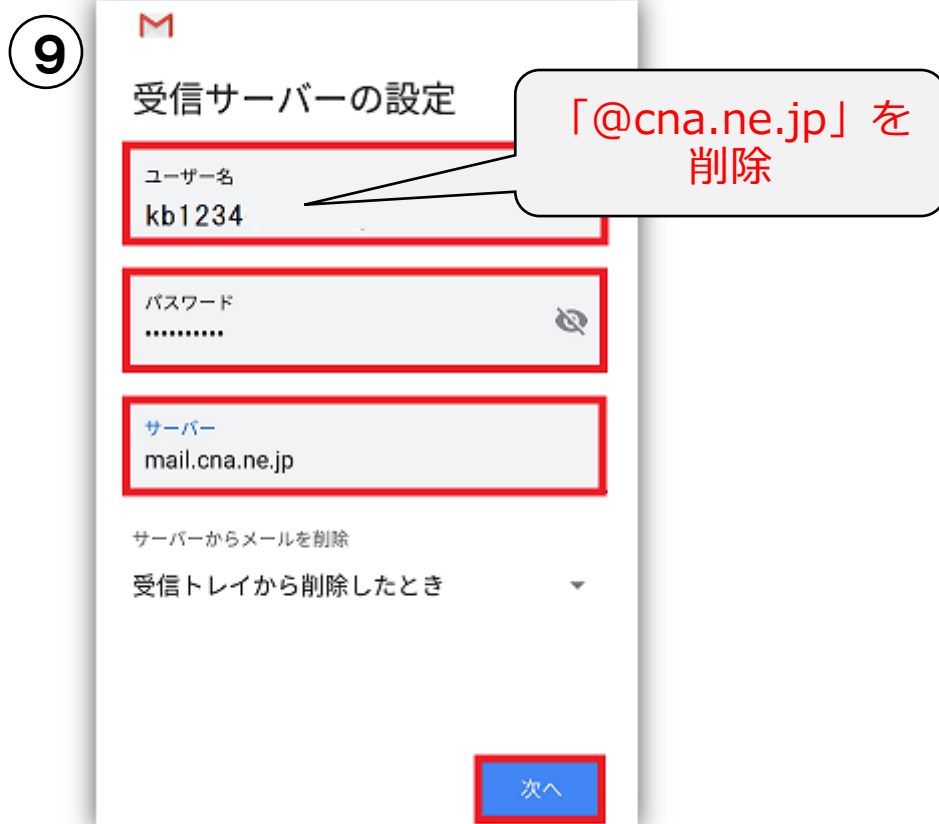 ⑨
受信サーバーの設定
「@cna.ne.jp」を
削除
ユーザー名
kb1234
パスワード
••••••••••
サーバー
mail.cna.ne.jp
サーバーからメールを削除
受信トレイから削除したとき
次へ